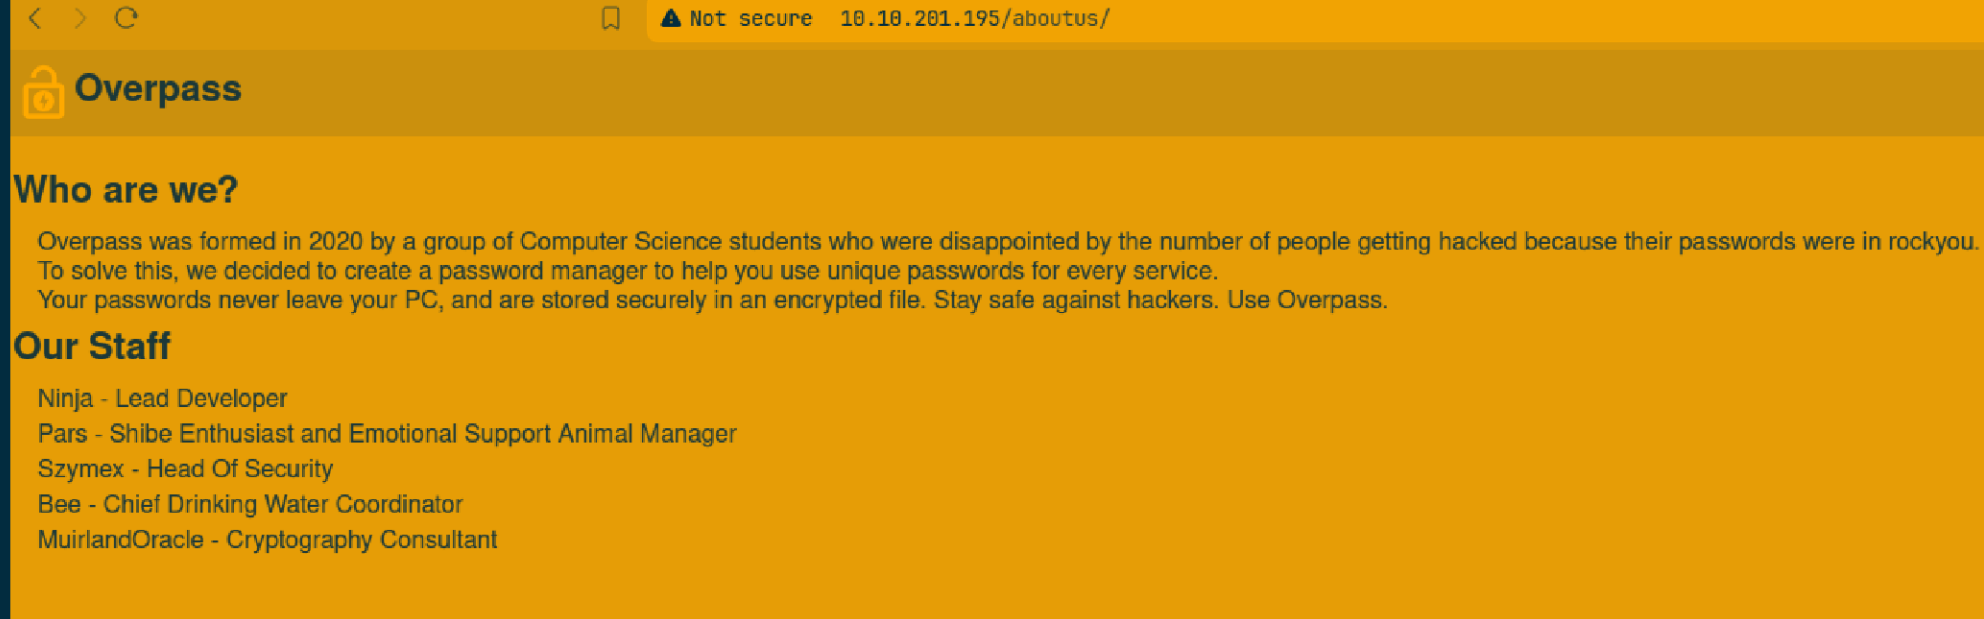 Not secure 10.10.201.195/aboutus/
Overpass
Who are we?
Overpass was formed in 2020 by a group of Computer Science students who were disappointed by the number of people getting hacked because their passwords were in rockyou.
To solve this, we decided to create a password manager to help you use unique passwords for every service.
Your passwords never leave your PC, and are stored securely in an encrypted file. Stay safe against hackers. Use Overpass.
Our Staff
Ninja - Lead Developer
Pars - Shibe Enthusiast and Emotional Support Animal Manager
Szymex - Head Of Security
Bee - Chief Drinking Water Coordinator
MuirlandOracle - Cryptography Consultant